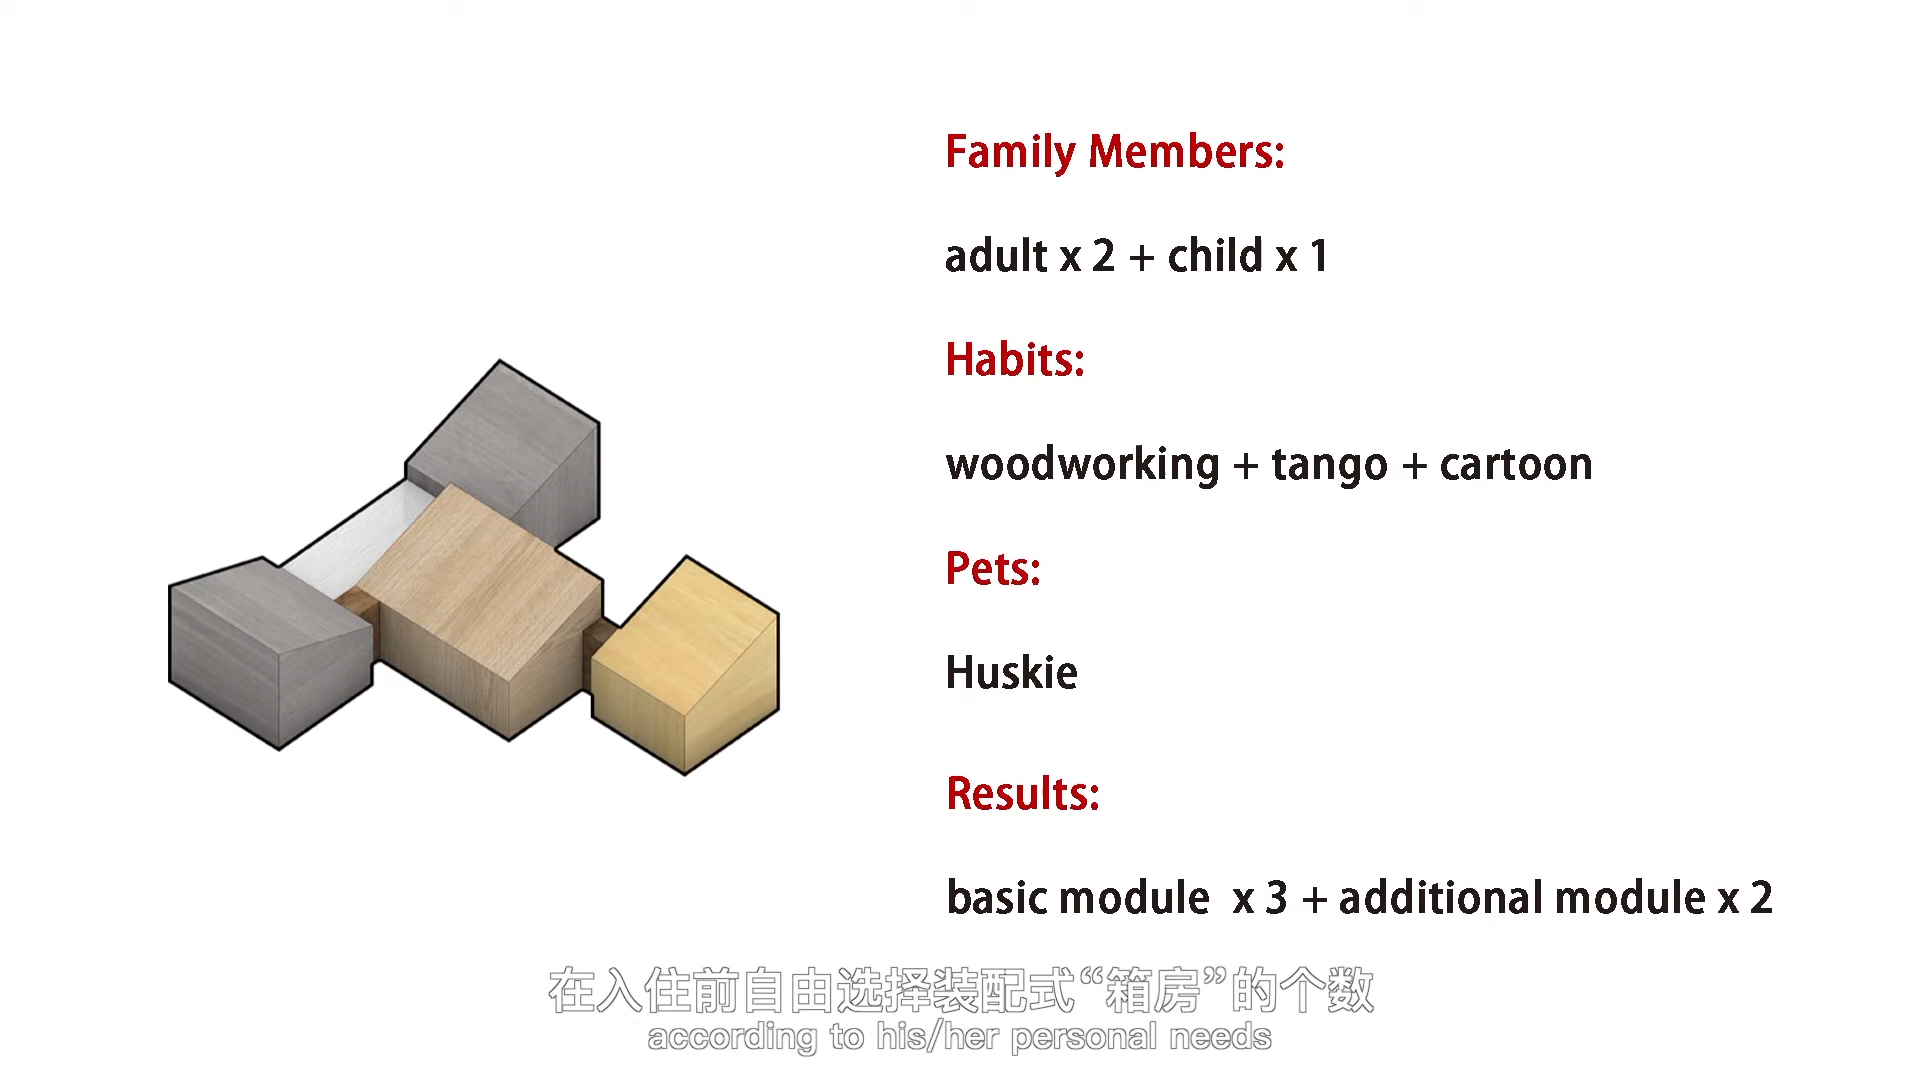 Family Members:
adult x 2 + child x 1
Habits:
woodworking + tango + cartoon
Pets:
Huskie
Results:
basic module x 3 + additional module x 2
在入住前自由选择装配式“箱房”的个数
according to his/her personal needs